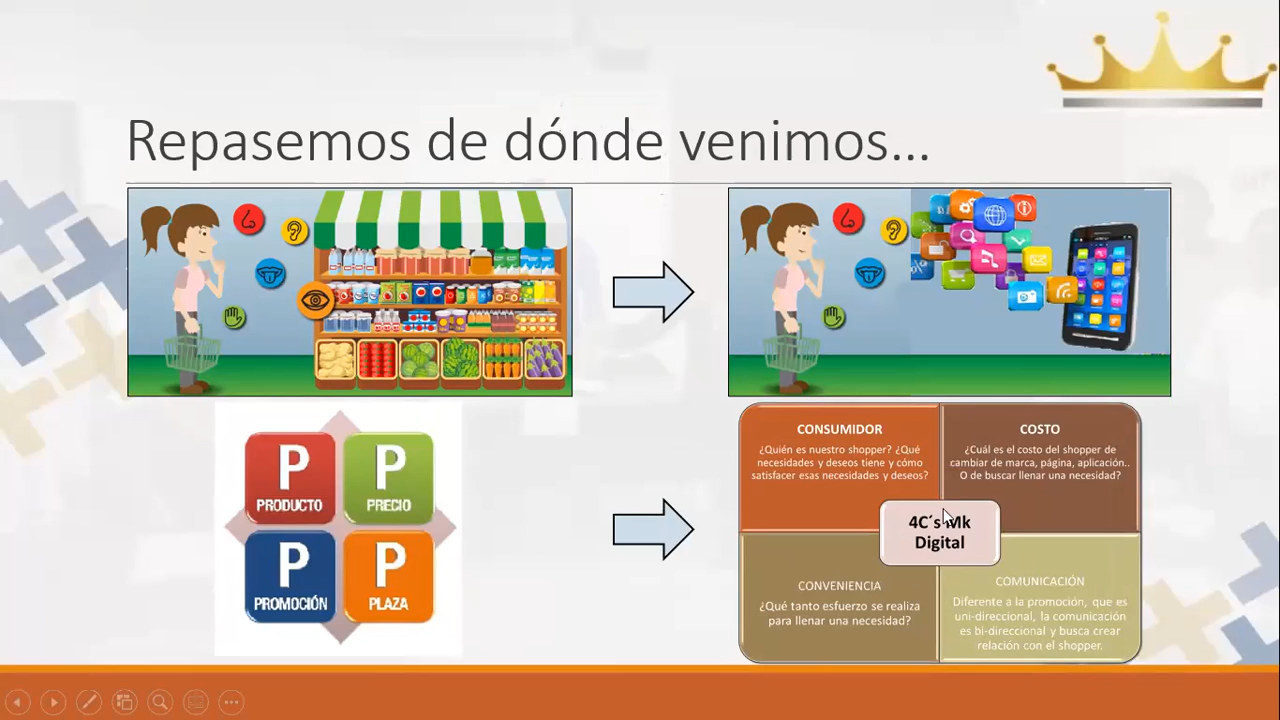 Repasemos de dónde venimos...
P
PRODUCTO
P
PRECIO
P
PROMOCIÓN
P
PLAZA
CONSUMIDOR
¿Quién es nuestro shopper? ¿Qué
necesidades y deseos tiene y cómo
satisfacer esas necesidades y deseos?
COSTO
¿Cuál es el costo del shopper de
cambiar de marca, página, aplicación..
O de buscar llenar una necesidad?
4C´s Mk
Digital
CONVENIENCIA
¿Qué tanto esfuerzo se realiza
para llenar una necesidad?
COMUNICACIÓN
Diferente a la promoción, que es
uni-direccional, la comunicación
es bi-direccional y busca crear
relación con el shopper.